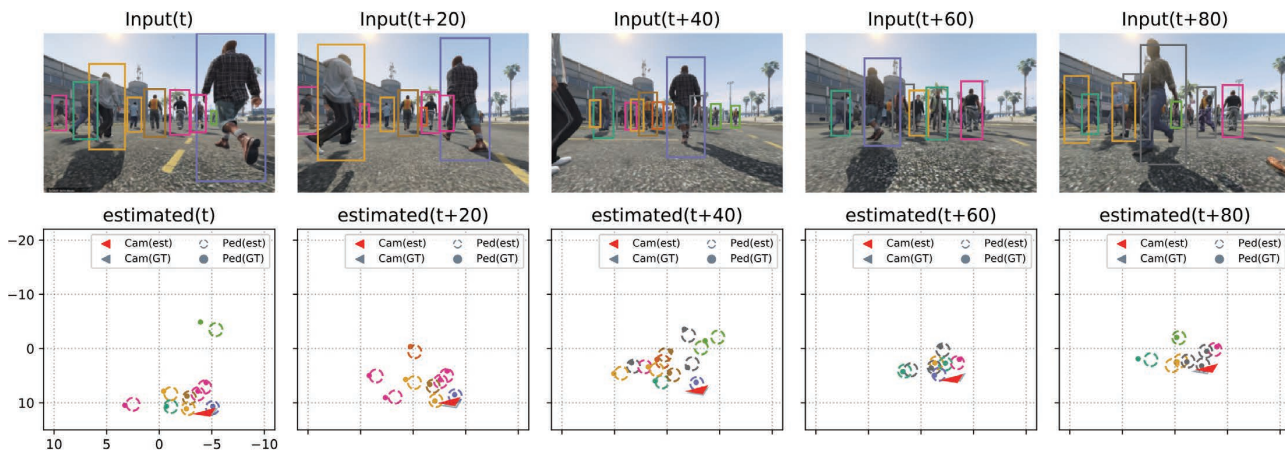 Input(t) Input(t+20) Input(t+40) Input(t+60) Input(t+80)
estimated(t) estimated(t+20) estimated(t+40) estimated(t+60) estimated(t+80)
Cam(est) Ped(est) Cam(est) Ped(est) Cam(est) Ped(est) Cam(est) Ped(est) Cam(est) Ped(est)
Cam(GT) Ped(GT) Cam(GT) Ped(GT) Cam(GT) Ped(GT) Cam(GT) Ped(GT) Cam(GT) Ped(GT)
−20
−10
0
10
10 5 0 −5 −10